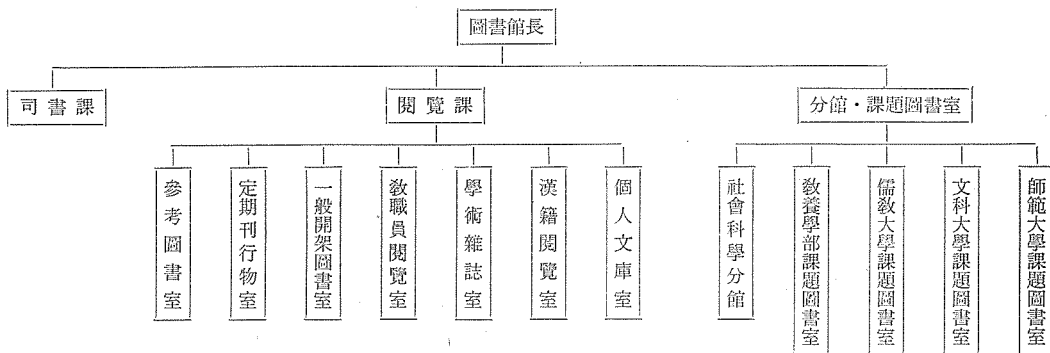 圖書館長
司書課
閱覽課
分館・課題圖書室
參考圖書室
定期刊行物室
一般開架圖書室
敎職員閱覽室
學術雜誌室
漢籍閱覽室
個人文庫室
社會科學分館
敎養學部課題圖書室
儒敎大學課題圖書室
文科大學課題圖書室
師範大學課題圖書室